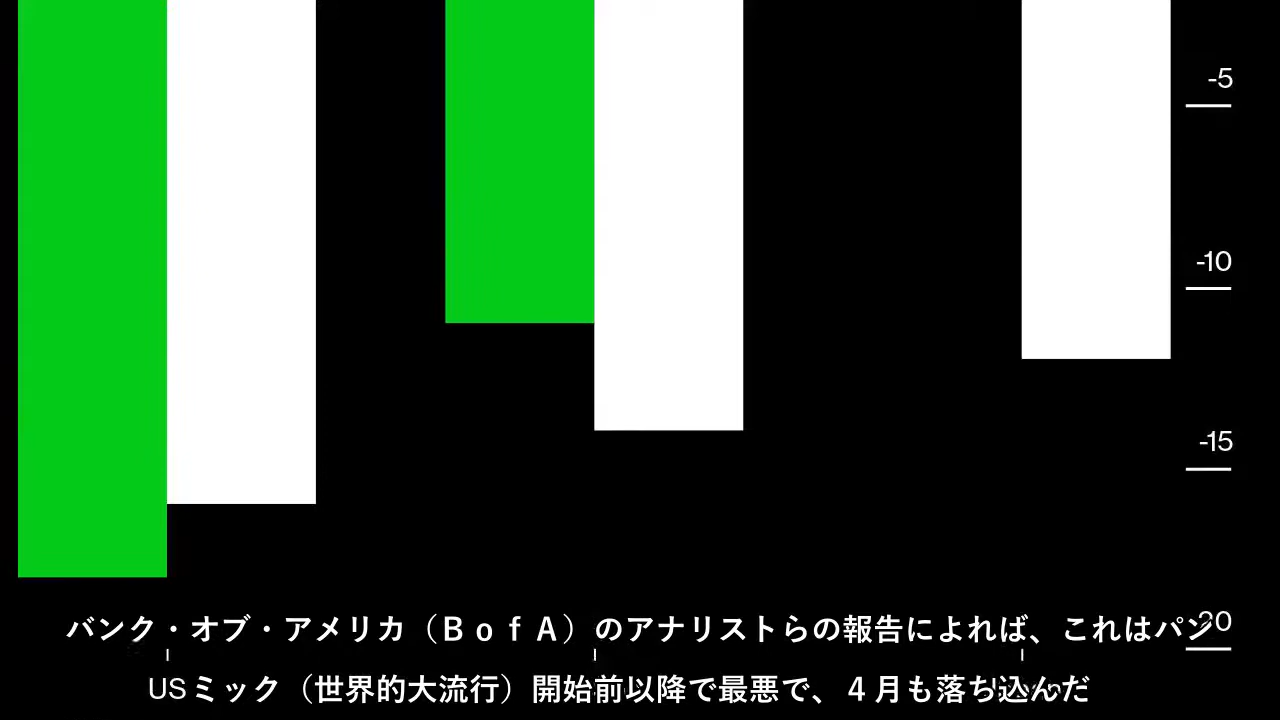 -5
-10
-15
-20
バンク・オブ・アメリカ（ＢｏｆＡ）のアナリストらの報告によれば、これはパン
US
ミック（世界的大流行）開始前以降で最悪で、４月も落ち込んだ